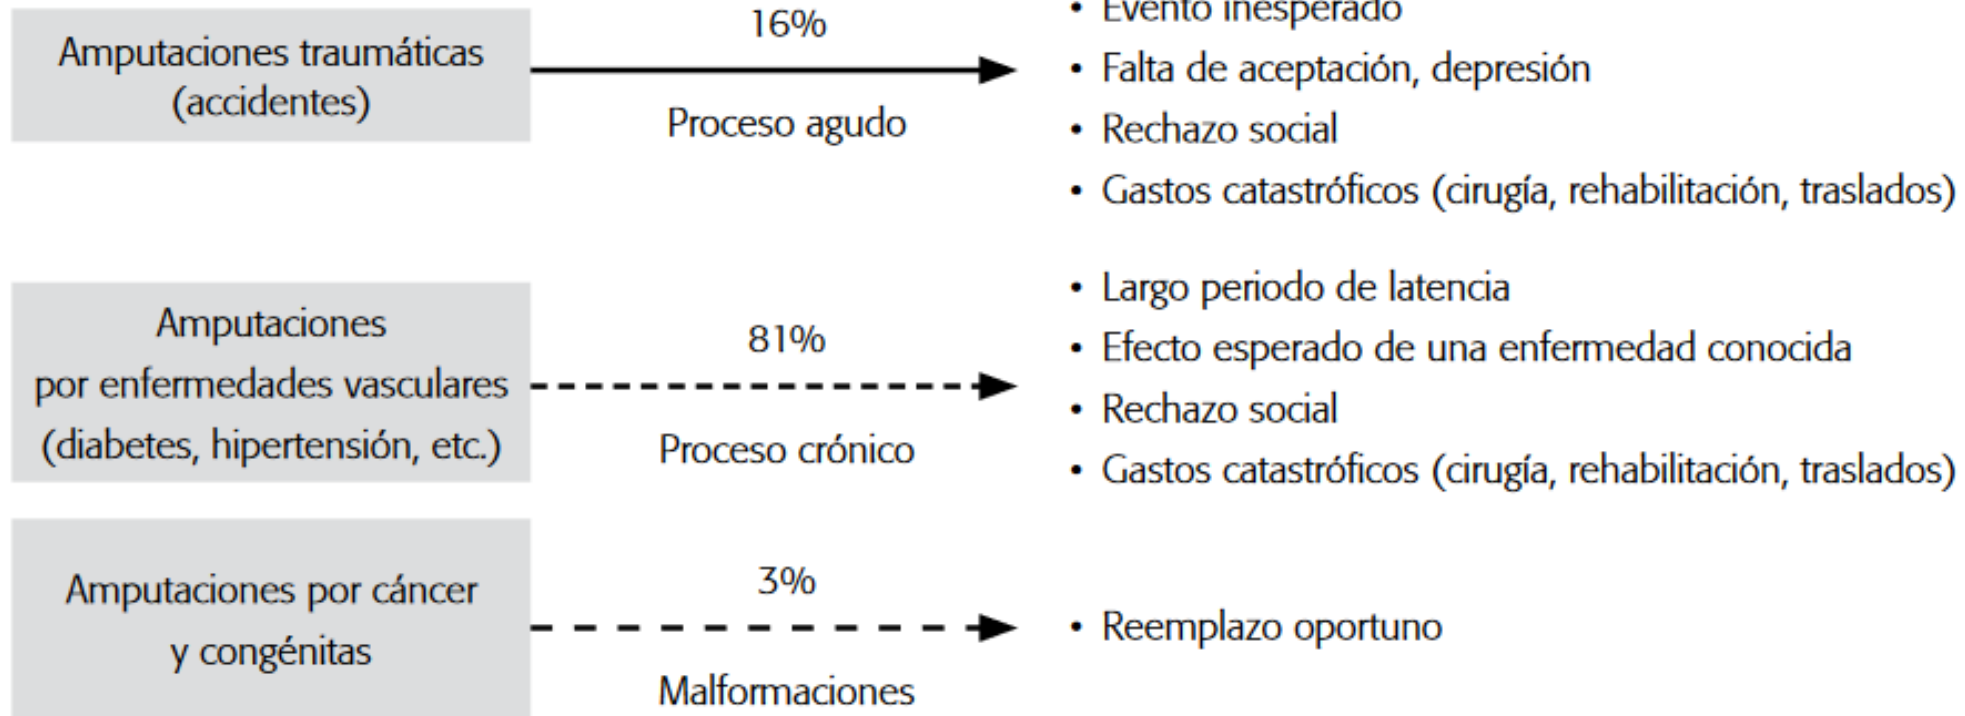 Amputaciones traumáticas
(accidentes)
16%
Proceso agudo
• Evento inesperado
• Falta de aceptación, depresión
• Rechazo social
• Gastos catastróficos (cirugía, rehabilitación, traslados)
Amputaciones
por enfermedades vasculares
(diabetes, hipertensión, etc.)
81%
Proceso crónico
• Largo periodo de latencia
• Efecto esperado de una enfermedad conocida
• Rechazo social
• Gastos catastróficos (cirugía, rehabilitación, traslados)
Amputaciones por cáncer
y congénitas
3%
Malformaciones
• Reemplazo oportuno